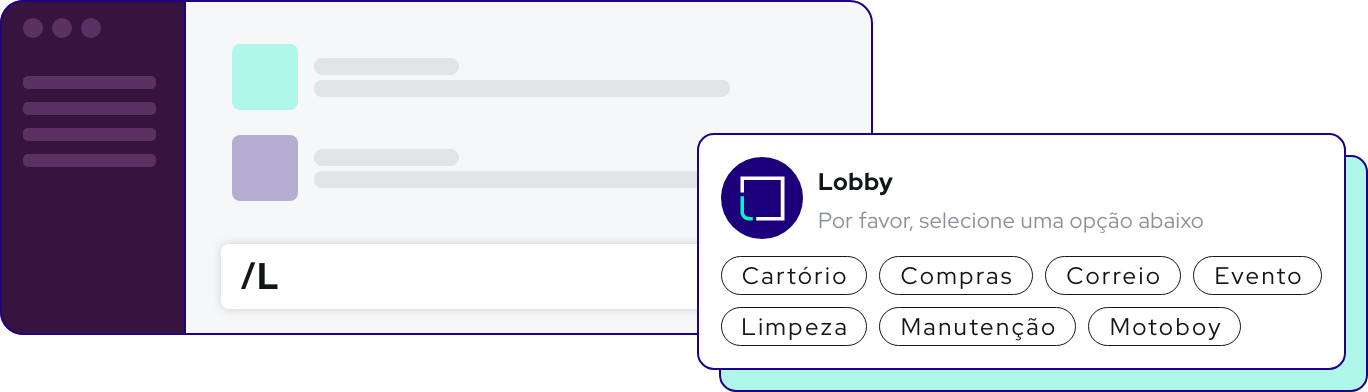 /L
Lobby
Por favor, selecione uma opção abaixo
Cartório Compras Correio Evento
Limpeza Manutenção Motoboy